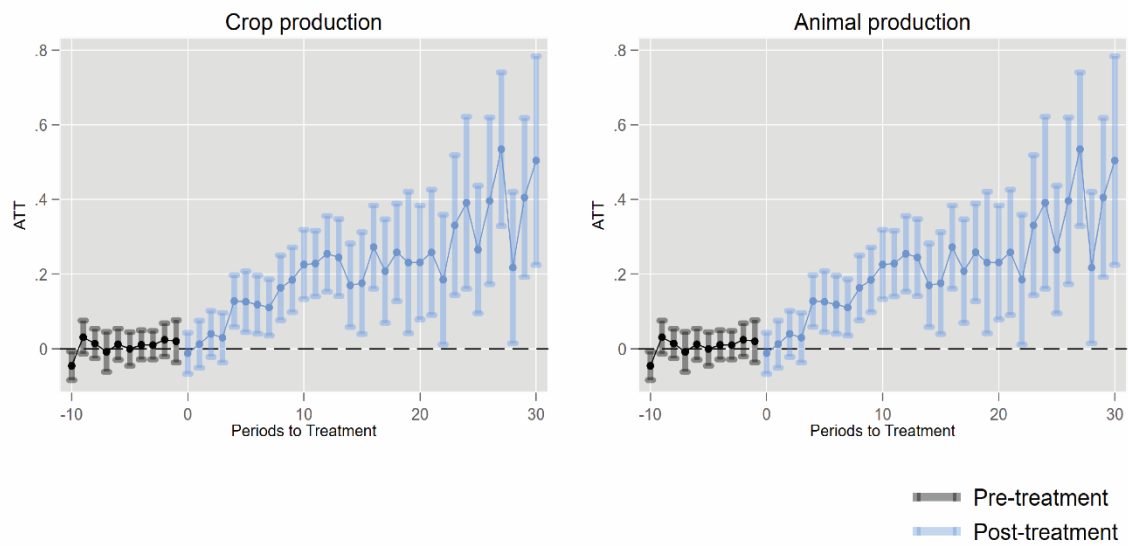 Crop production
Animal production
ATT
.8
.6
.4
.2
0
-10
0
10
20
30
Periods to Treatment
ATT
.8
.6
.4
.2
0
-10
0
10
20
30
Periods to Treatment
Pre-treatment
Post-treatment